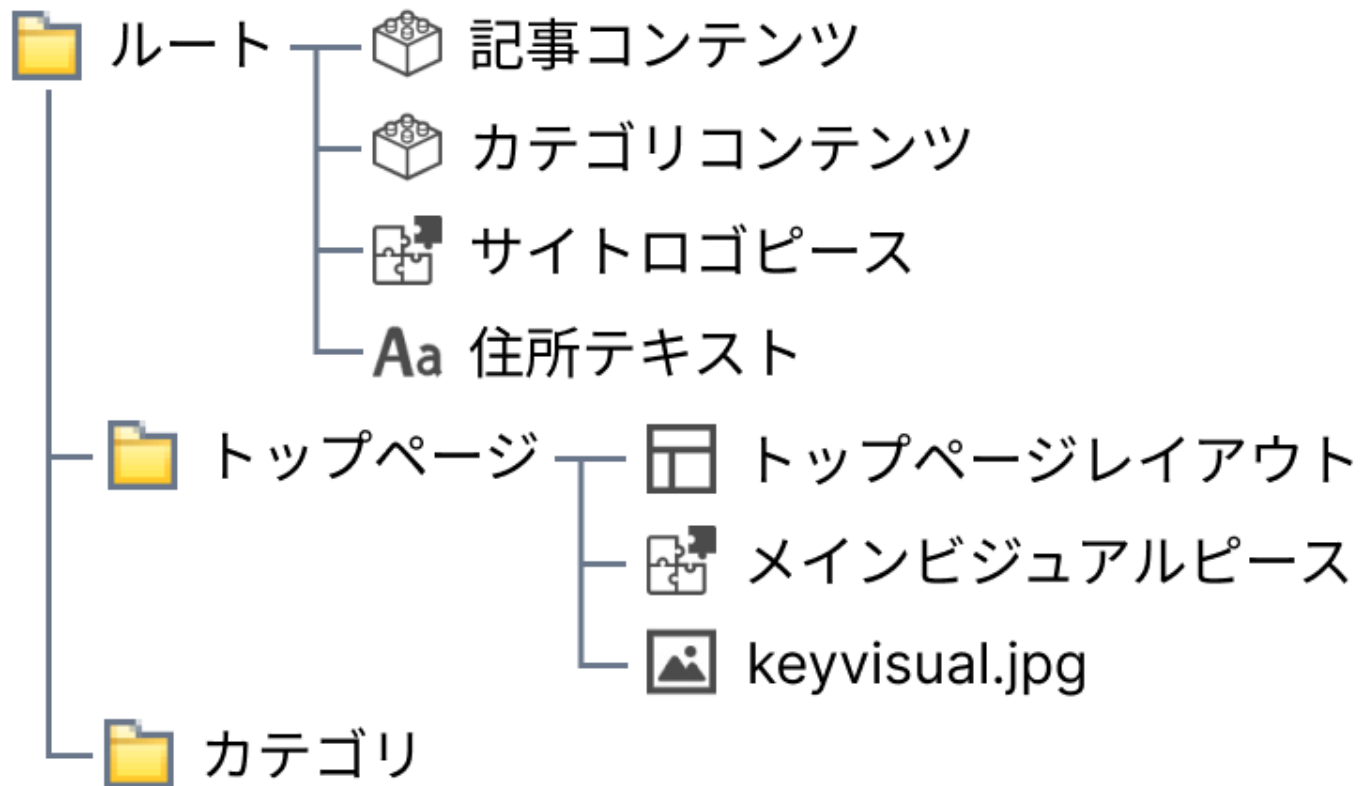 ルート
記事コンテンツ
カテゴリコンテンツ
サイトロゴピース
Aa 住所テキスト
トップページ
トップページレイアウト
メインビジュアルピース
keyvisual.jpg
カテゴリ